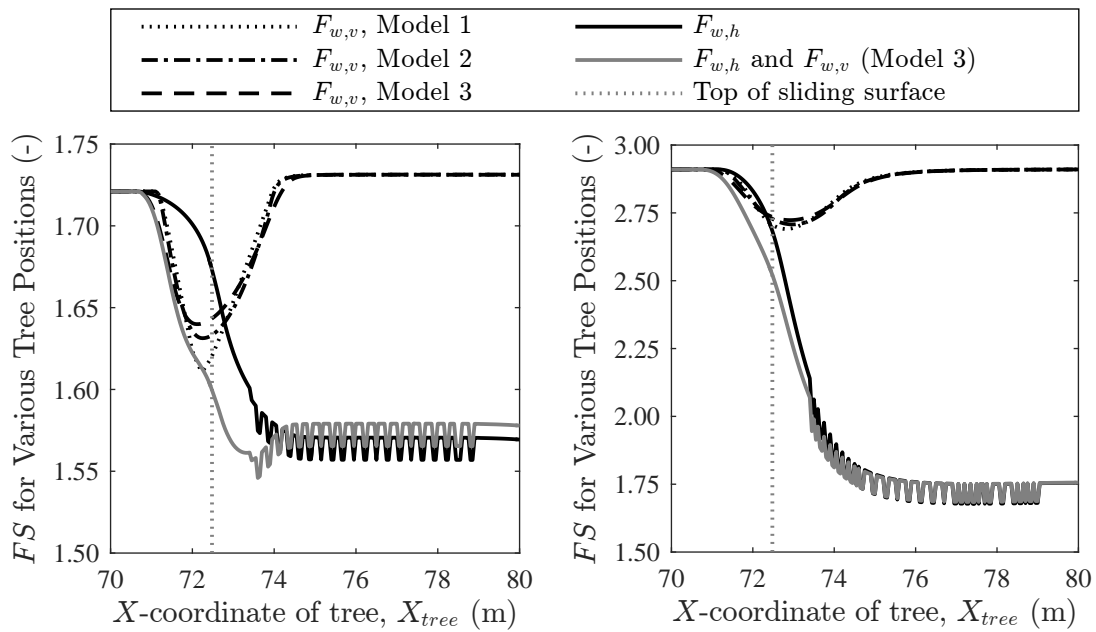 F_{w,v}, Model 1
F_{w,v}, Model 2
F_{w,v}, Model 3
F_{w,h}
F_{w,h} and F_{w,v} (Model 3)
Top of sliding surface
FS for Various Tree Positions (-)
1.75
1.70
1.65
1.60
1.55
1.50
70 72 74 76 78 80
X-coordinate of tree, X_{tree} (m)
FS for Various Tree Positions (-)
3.00
2.75
2.50
2.25
2.00
1.75
1.50
70 72 74 76 78 80
X-coordinate of tree, X_{tree} (m)